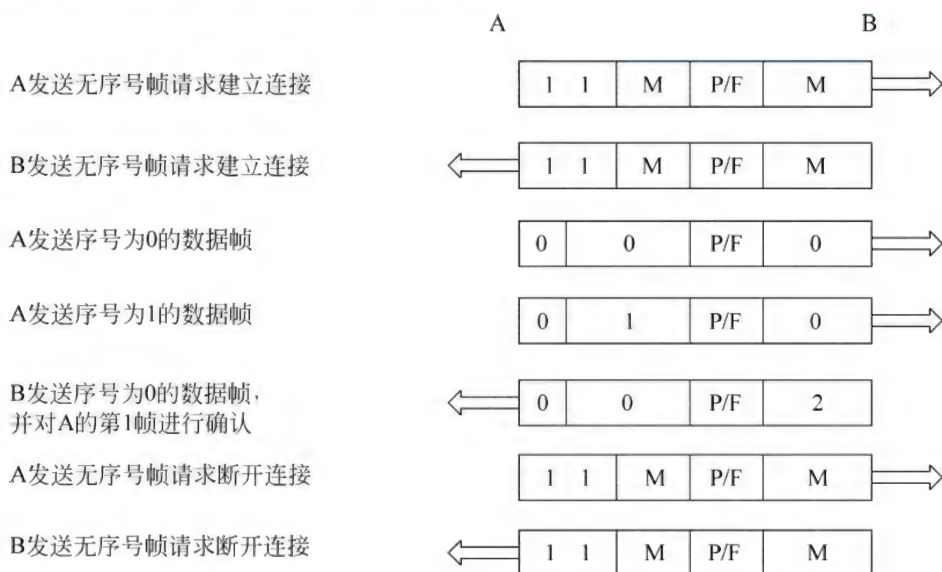 A B
A发送无序号帧请求建立连接 1 1 M P/F M
B发送无序号帧请求建立连接 1 1 M P/F M
A发送序号为0的数据帧 0 0 P/F 0
A发送序号为1的数据帧 0 1 P/F 0
B发送序号为0的数据帧,
并对A的第1帧进行确认 0 0 P/F 2
A发送无序号帧请求断开连接 1 1 M P/F M
B发送无序号帧请求断开连接 1 1 M P/F M